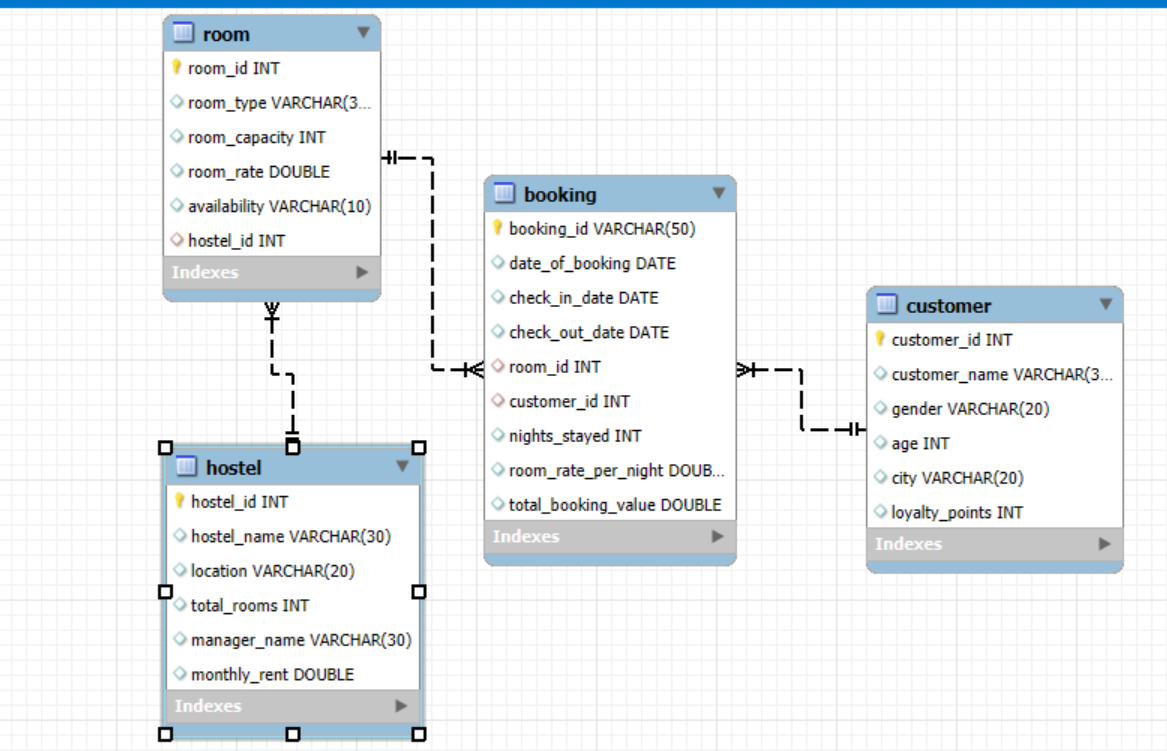 room
room_id INT
room_type VARCHAR(3...
room_capacity INT
room_rate DOUBLE
availability VARCHAR(10)
hostel_id INT
Indexes
booking
booking_id VARCHAR(50)
date_of_booking DATE
check_in_date DATE
check_out_date DATE
room_id INT
customer_id INT
nights_stayed INT
room_rate_per_night DOUB...
total_booking_value DOUBLE
Indexes
customer
customer_id INT
customer_name VARCHAR(3...
gender VARCHAR(20)
age INT
city VARCHAR(20)
loyalty_points INT
Indexes
hostel
hostel_id INT
hostel_name VARCHAR(30)
location VARCHAR(20)
total_rooms INT
manager_name VARCHAR(30)
monthly_rent DOUBLE
Indexes